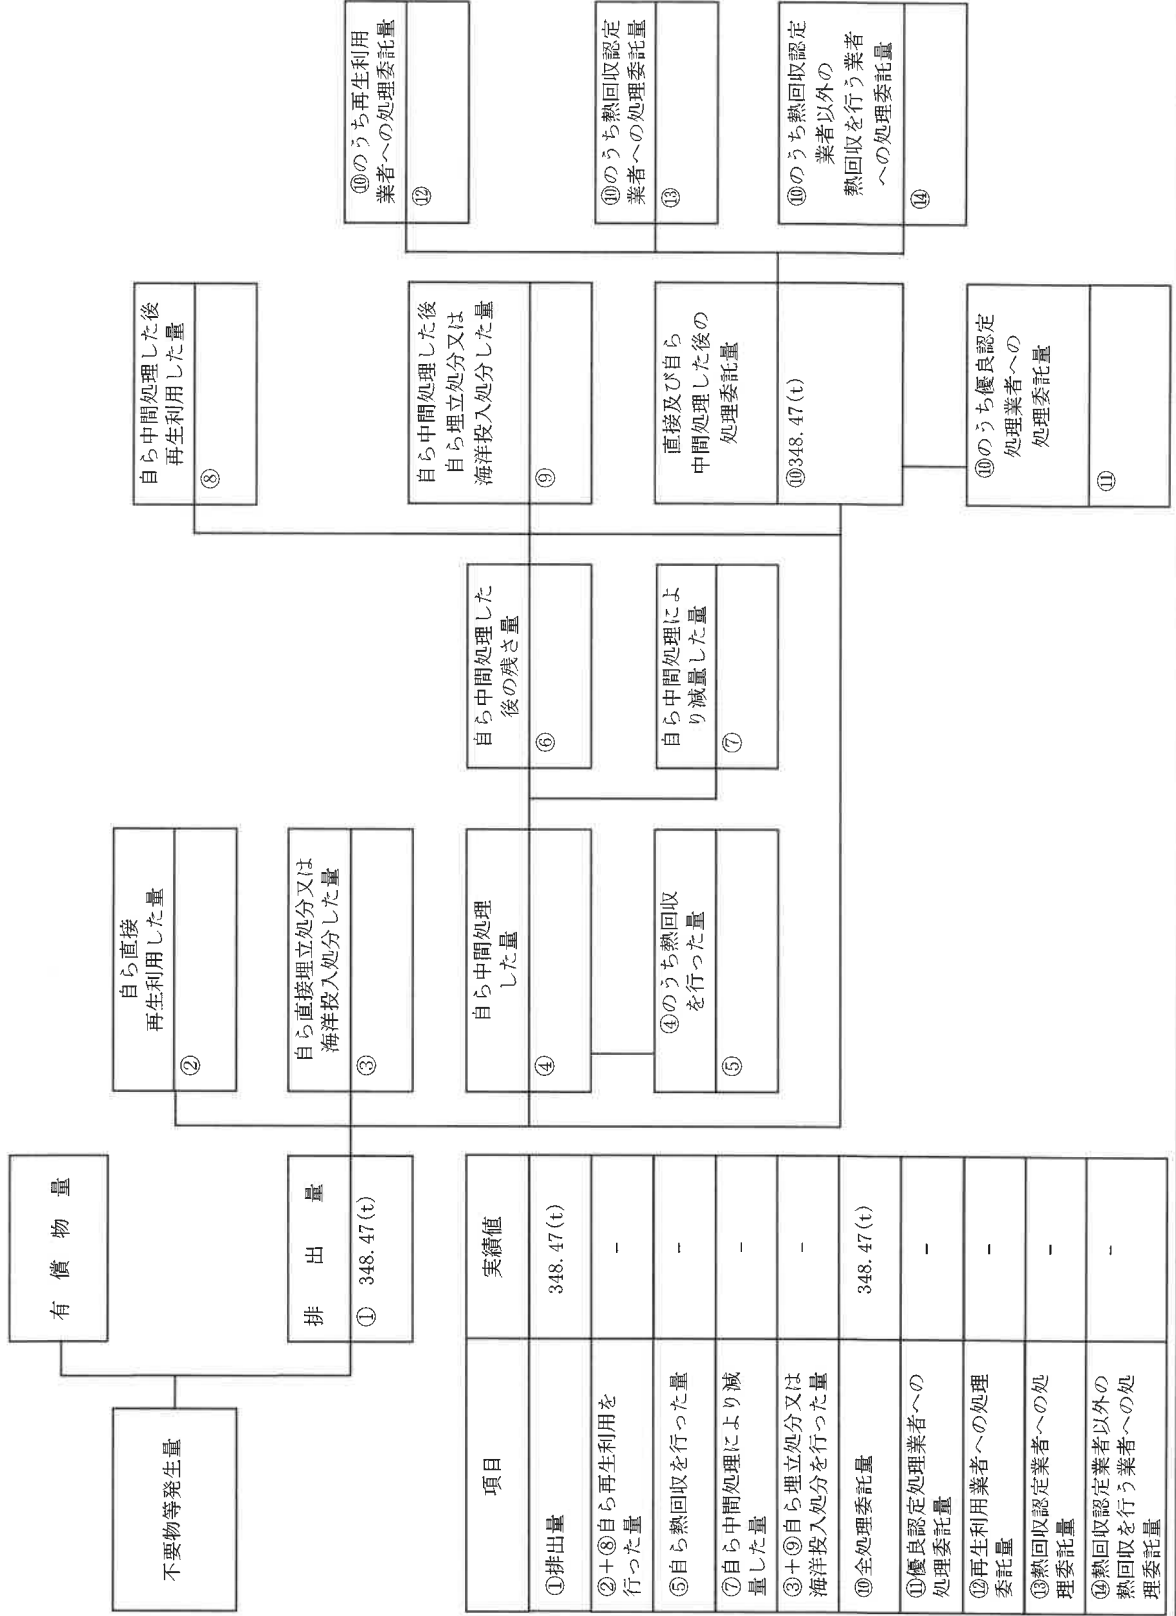 不要物等発生量
有償物量
排出量
① 348.47(t)
自ら直接
再生利用した量
②
自ら直接埋立処分又は
海洋投入処分した量
③
自ら中間処理
した量
④
④のうち熱回収
を行った量
⑤
自ら中間処理した
後の残さ量
⑥
自ら中間処理によ
り減量した量
⑦
自ら中間処理した後
再生利用した量
⑧
自ら中間処理した後
自ら埋立処分又は
海洋投入処分した量
⑨
直接及び自ら
中間処理した後の
処理委託量
⑩348.47(t)
⑩のうち優良認定
処理業者への
処理委託量
⑪
⑩のうち再生利用
業者への処理委託量
⑫
⑩のうち熱回収認定
業者への処理委託量
⑬
⑩のうち熱回収認定
業者以外の
熱回収を行う業者
への処理委託量
⑭
項目 実績値
①排出量 348.47(t)
②+⑧自ら再生利用を
行った量 -
⑤自ら熱回収を行った量 -
⑦自ら中間処理により減
量した量 -
③+⑨自ら埋立処分又は
海洋投入処分を行った量 -
⑩全処理委託量 348.47(t)
⑪優良認定処理業者への
処理委託量 -
⑫再生利用業者への処理
委託量 -
⑬熱回収認定業者への処
理委託量 -
⑭熱回収認定業者以外の
熱回収を行う業者への処
理委託量 -